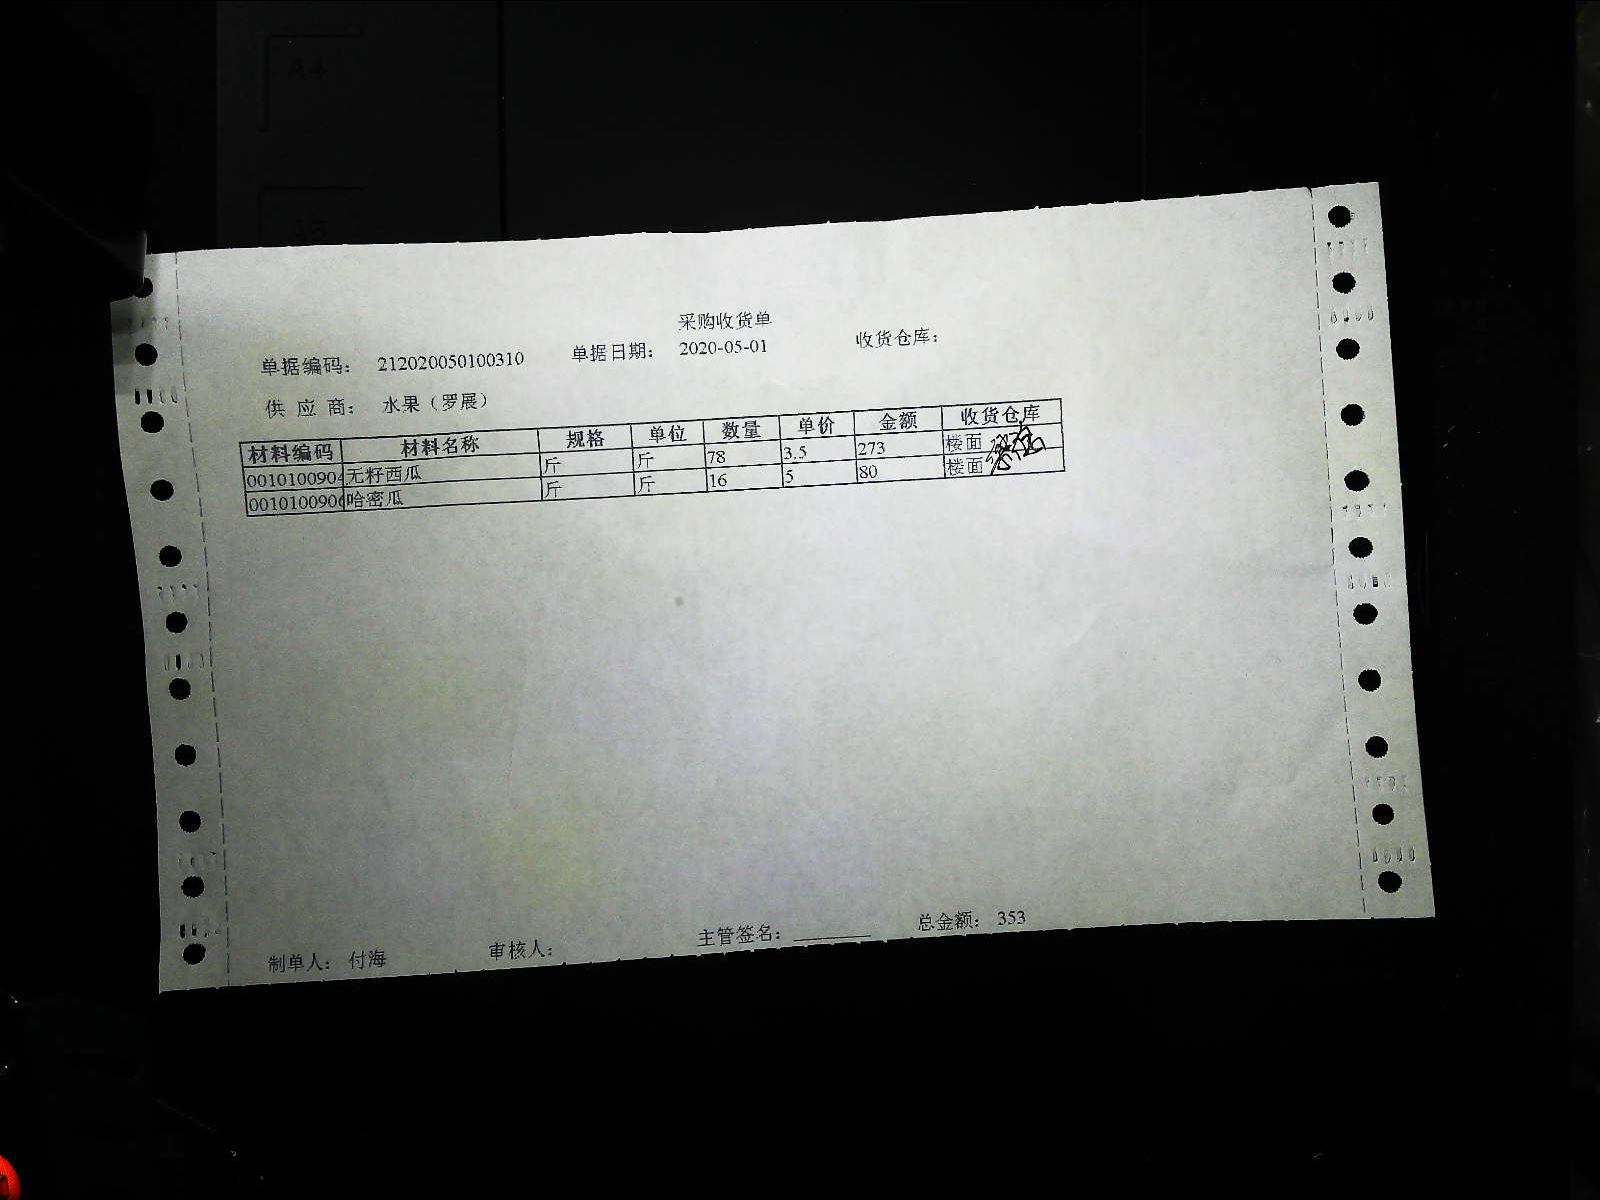 采购收货单
单据编码： 212020050100310 单据日期： 2020-05-01 收货仓库：
供 应 商： 水果（罗展）
材料编码 材料名称 规格 单位 数量 单价 金额 收货仓库
001010090 无籽西瓜 斤 斤 78 3.5 273 楼面
001010090 哈密瓜 斤 斤 16 5 80 楼面
制单人： 付海 审核人： 主管签名： 总金额： 353